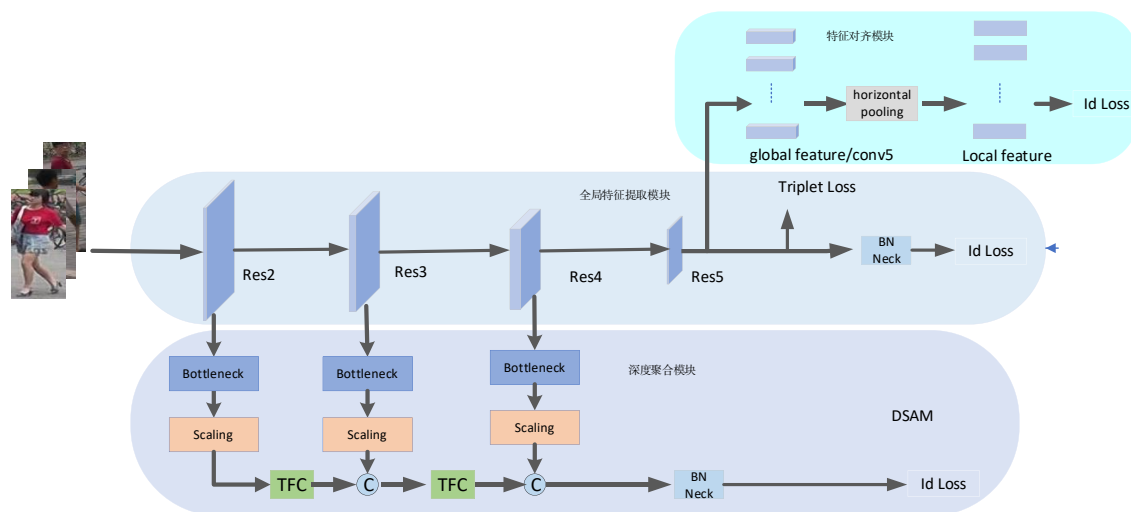 特征对齐模块
horizontal
pooling
Id Loss
global feature/conv5
Local feature
全局特征提取模块
Triplet Loss
Res2
Res3
Res4
Res5
BN
Neck
Id Loss
深度聚合模块
Bottleneck
Bottleneck
Bottleneck
Scaling
Scaling
Scaling
DSAM
TFC
C
TFC
C
BN
Neck
Id Loss